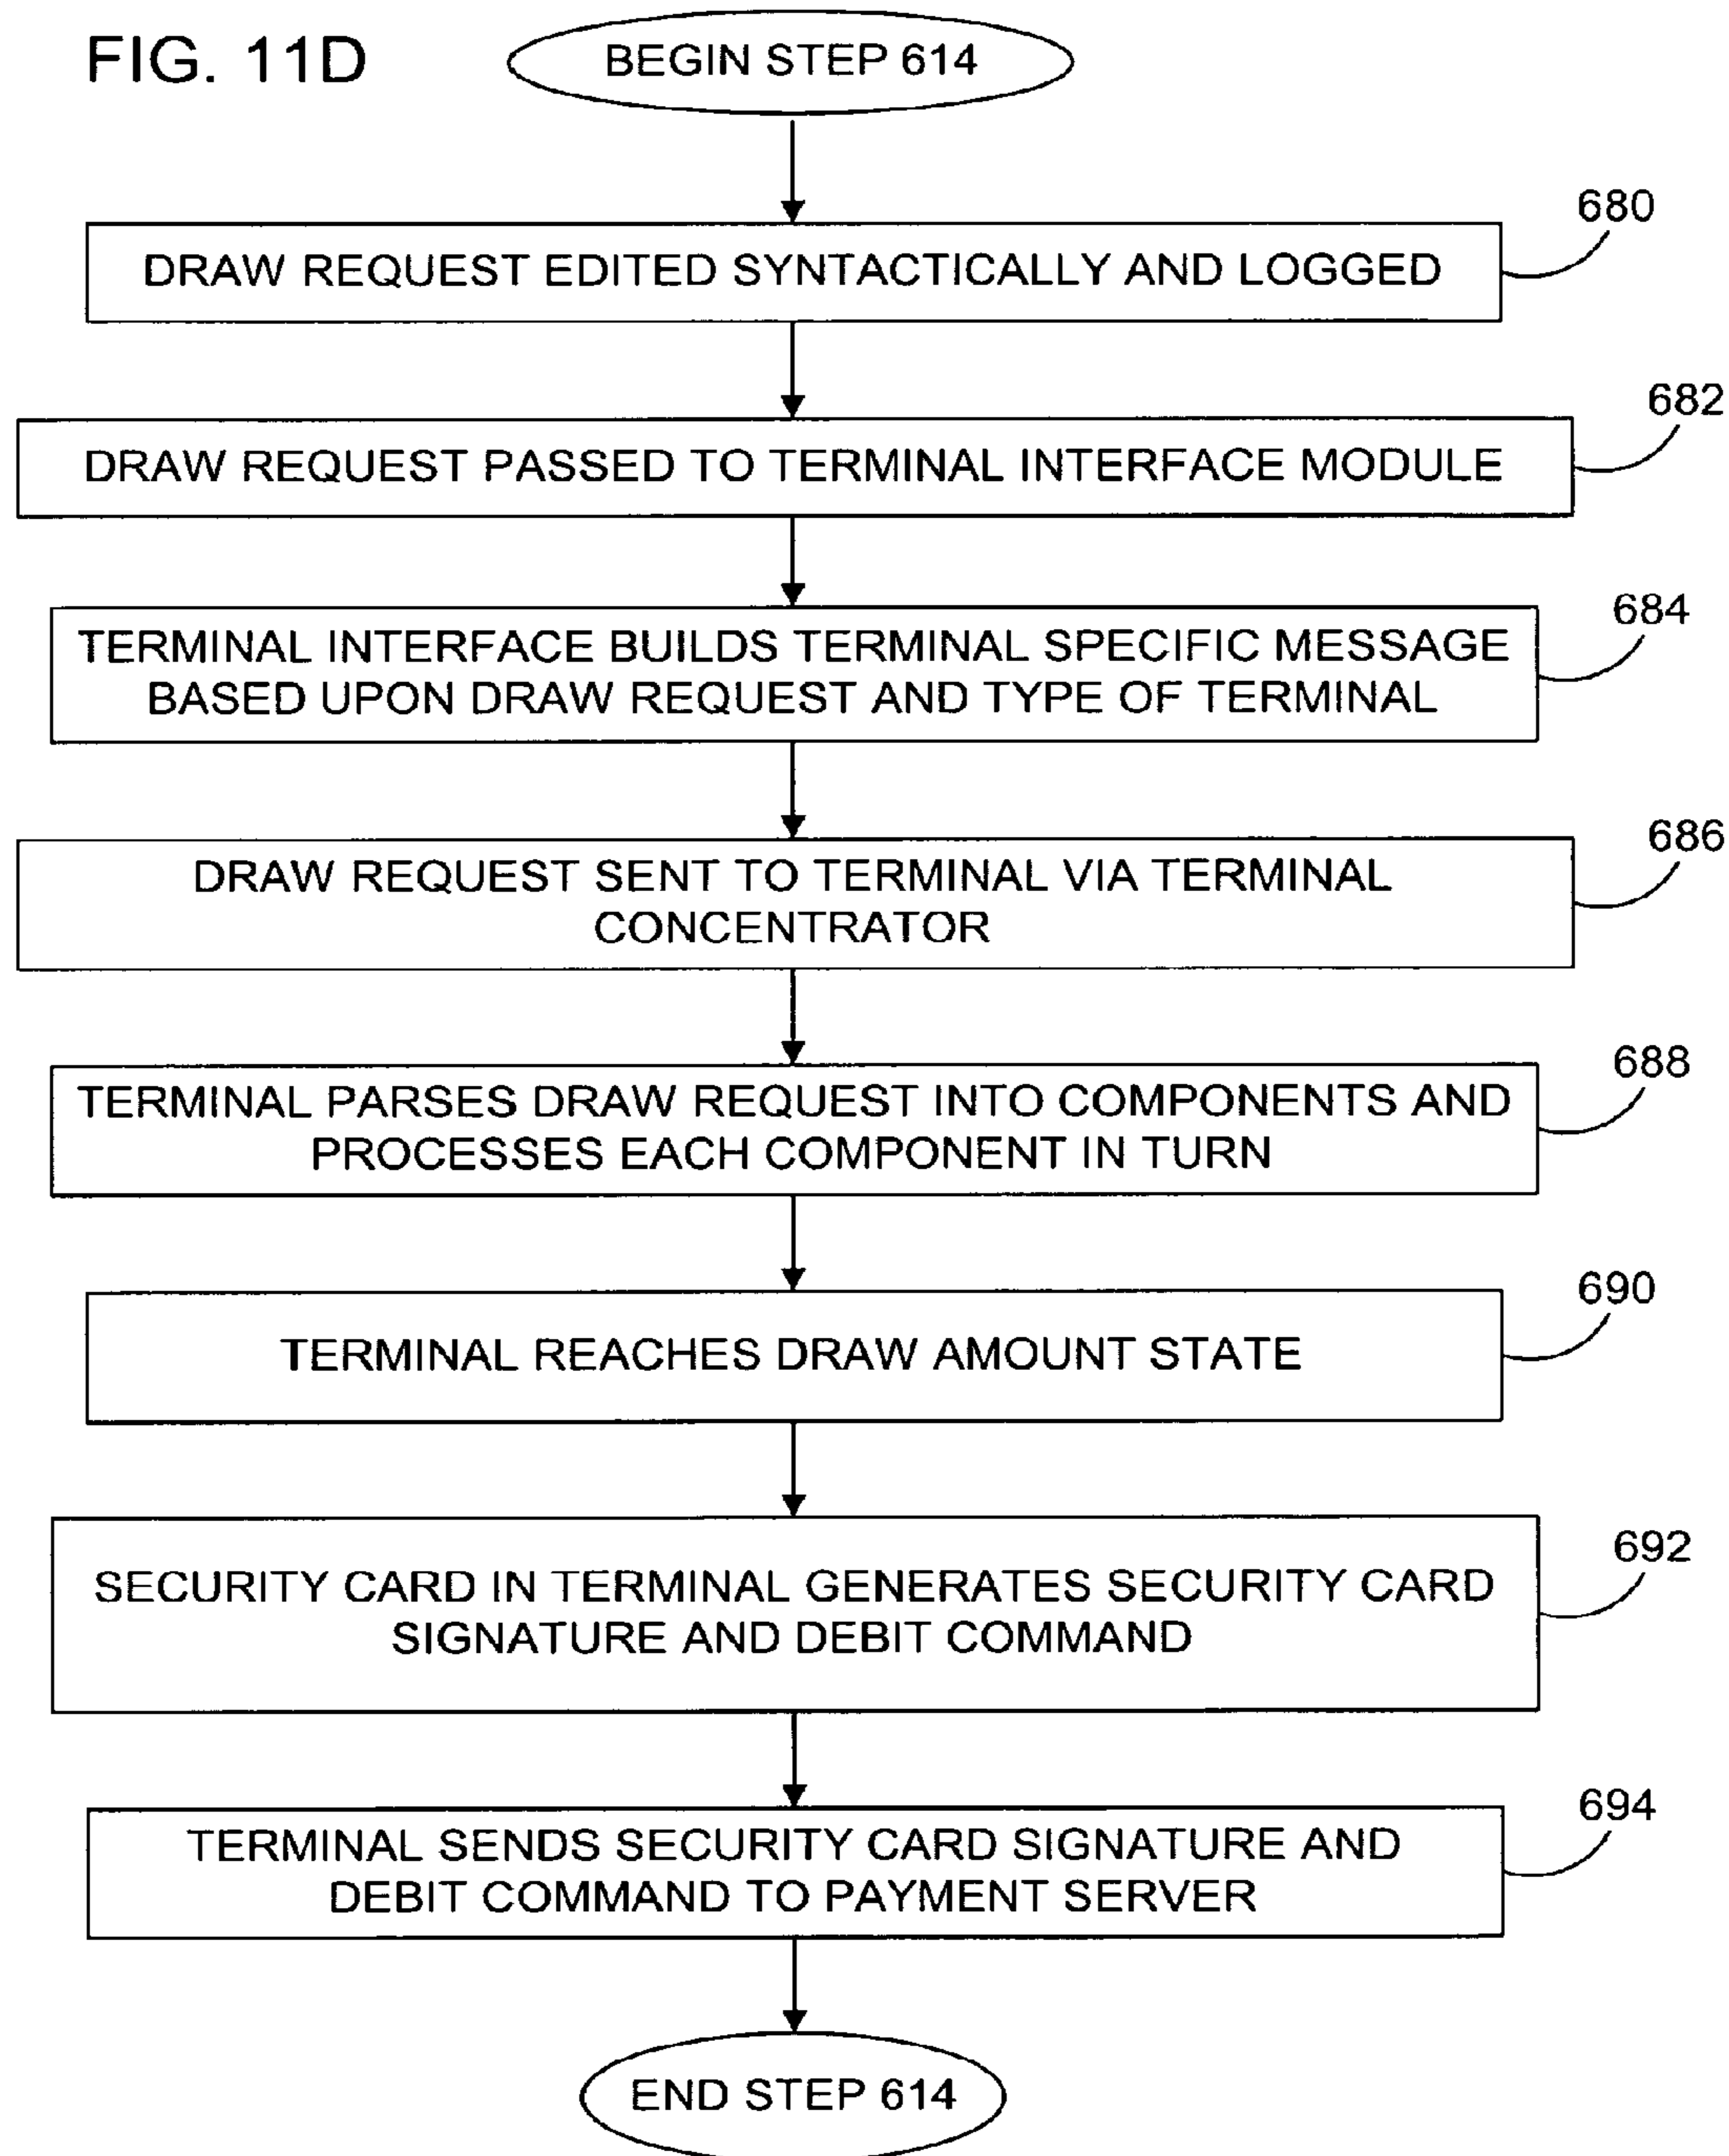 FIG. 11D
BEGIN STEP 614
680
DRAW REQUEST EDITED SYNTACTICALLY AND LOGGED
682
DRAW REQUEST PASSED TO TERMINAL INTERFACE MODULE
684
TERMINAL INTERFACE BUILDS TERMINAL SPECIFIC MESSAGE
BASED UPON DRAW REQUEST AND TYPE OF TERMINAL
686
DRAW REQUEST SENT TO TERMINAL VIA TERMINAL
CONCENTRATOR
688
TERMINAL PARSES DRAW REQUEST INTO COMPONENTS AND
PROCESSES EACH COMPONENT IN TURN
690
TERMINAL REACHES DRAW AMOUNT STATE
692
SECURITY CARD IN TERMINAL GENERATES SECURITY CARD
SIGNATURE AND DEBIT COMMAND
694
TERMINAL SENDS SECURITY CARD SIGNATURE AND
DEBIT COMMAND TO PAYMENT SERVER
END STEP 614